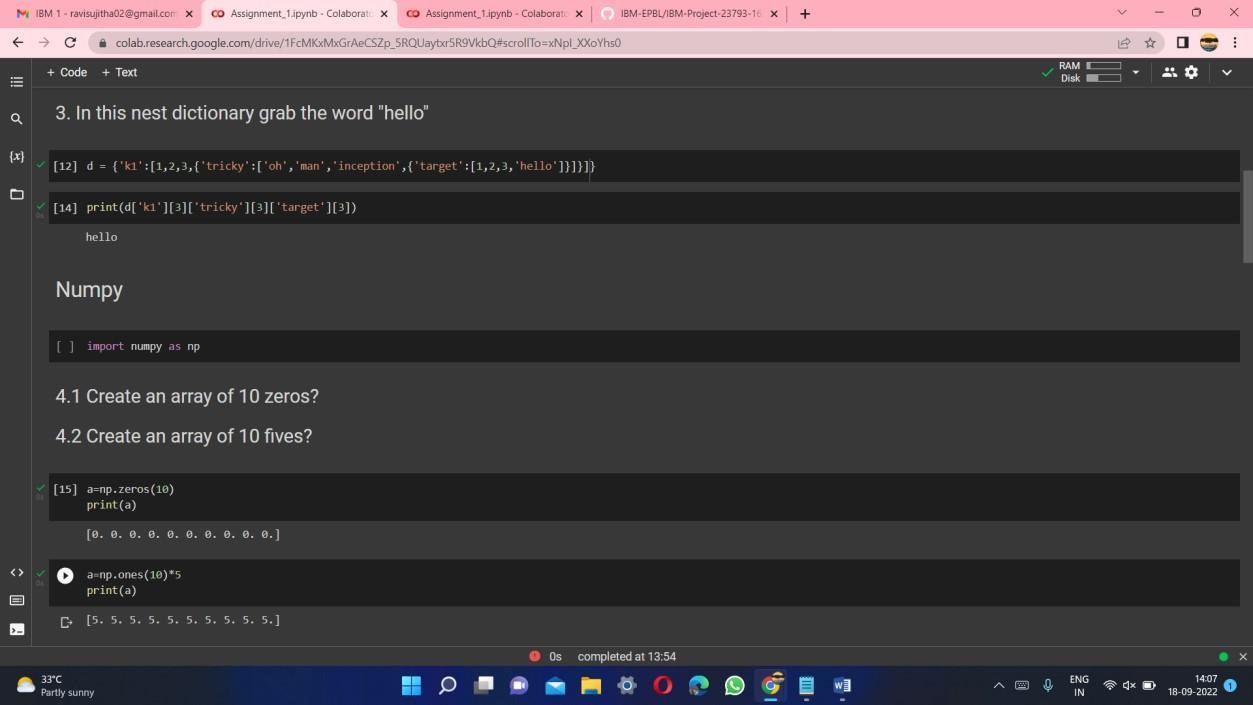 IBM 1 - ravisujitha02@gmail.com
Assignment_1.ipynb - Colaborato
Assignment_1.ipynb - Colaborato
IBM-EPBL/IBM-Project-23793-16
colab.research.google.com/drive/1FcMKxMxGrAeCSZp_5RQUaytxr5R9VkbQ#scrollTo=xNpI_XXoYhs0
+ Code + Text
RAM
Disk
3. In this nest dictionary grab the word "hello"
{x}
[12] d = {'k1':[1,2,3,{'tricky':['oh','man','inception',{'target':[1,2,3,'hello']}]}]}
[14] print(d['k1'][3]['tricky'][3]['target'][3])
0s
hello
Numpy
[ ] import numpy as np
4.1 Create an array of 10 zeros?
4.2 Create an array of 10 fives?
[15] a=np.zeros(10)
0s
print(a)
[0. 0. 0. 0. 0. 0. 0. 0. 0. 0.]
a=np.ones(10)*5
0s
print(a)
[5. 5. 5. 5. 5. 5. 5. 5. 5. 5.]
0s completed at 13:54
33°C
Partly sunny
ENG
IN
14:07
18-09-2022
1